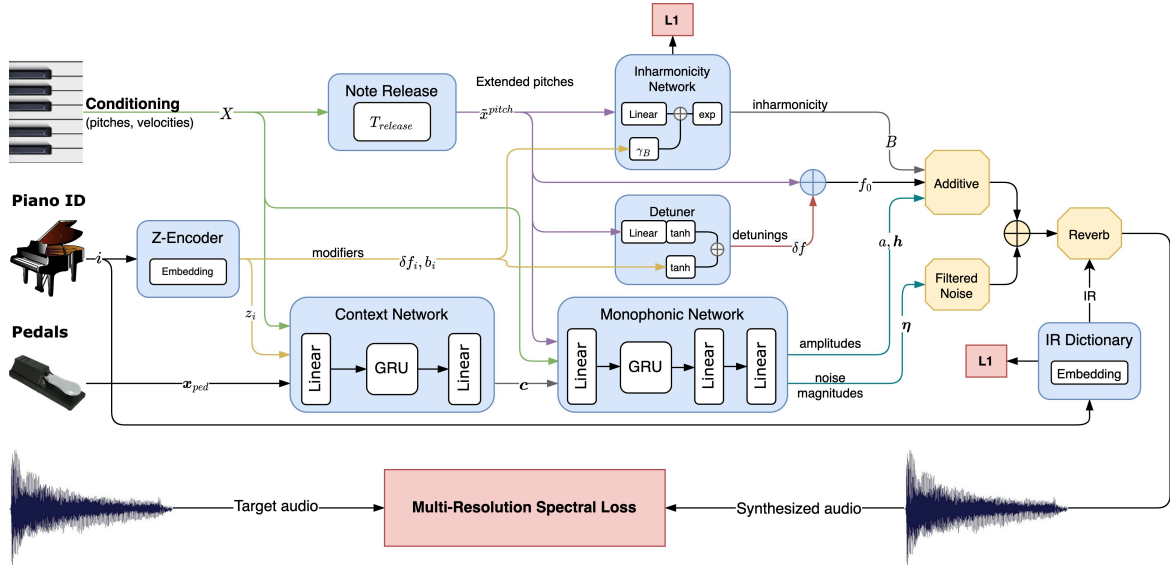 L1
Inharmonicity
Network
Linear
exp
γ_B
inharmonicity
B
Note Release
T_release
Extended pitches
x̃^pitch
Conditioning
(pitches, velocities)
X
Additive
f_0
Piano ID
i
Z-Encoder
Embedding
modifiers
δf_i, b_i
z_i
Detuner
Linear
tanh
tanh
detunings
δf
a, h
Reverb
Filtered
Noise
IR
η
Context Network
Linear
GRU
Linear
Monophonic Network
Linear
GRU
Linear
Linear
amplitudes
noise
magnitudes
Pedals
x_ped
c
IR Dictionary
Embedding
L1
Target audio
Multi-Resolution Spectral Loss
Synthesized audio